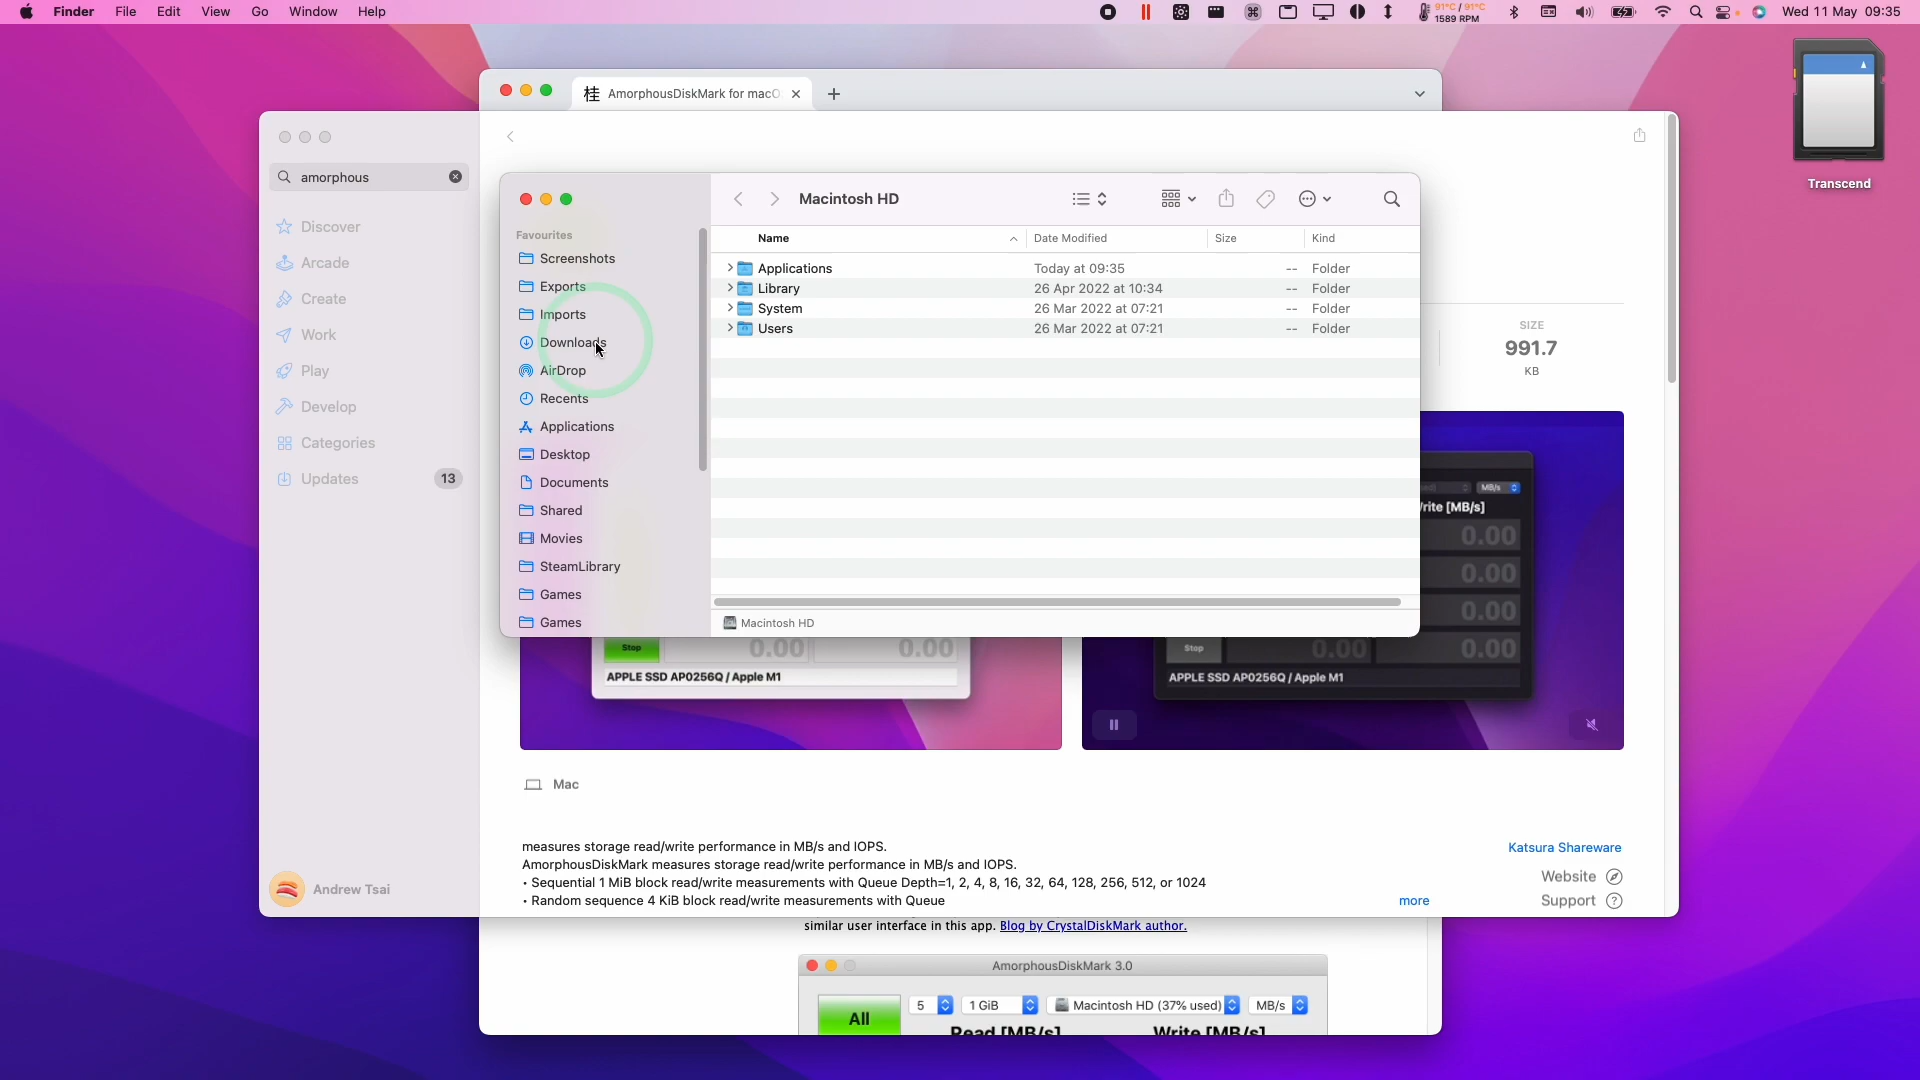 Finder File Edit View Go Window Help
91°C / 91°C
1589 RPM
Wed 11 May 09:35
桂 AmorphousDiskMark for macO
Transcend
amorphous
Discover
Arcade
Create
Work
Play
Develop
Categories
Updates 13
Andrew Tsai
Macintosh HD
Favourites
Screenshots
Exports
Imports
Downloads
AirDrop
Recents
Applications
Desktop
Documents
Shared
Movies
SteamLibrary
Games
Games
Name Date Modified Size Kind
Applications Today at 09:35 -- Folder
Library 26 Apr 2022 at 10:34 -- Folder
System 26 Mar 2022 at 07:21 -- Folder
Users 26 Mar 2022 at 07:21 -- Folder
Macintosh HD
SIZE
991.7
KB
MB/s
rite [MB/s]
0.00
0.00
0.00
Stop 0.00 0.00
APPLE SSD AP0256Q / Apple M1
Stop 0.00 0.00
APPLE SSD AP0256Q / Apple M1
Mac
measures storage read/write performance in MB/s and IOPS.
AmorphousDiskMark measures storage read/write performance in MB/s and IOPS.
• Sequential 1 MiB block read/write measurements with Queue Depth=1, 2, 4, 8, 16, 32, 64, 128, 256, 512, or 1024
• Random sequence 4 KiB block read/write measurements with Queue more
Katsura Shareware
Website
Support
similar user interface in this app. Blog by CrystalDiskMark author.
AmorphousDiskMark 3.0
All 5 1 GiB Macintosh HD (37% used) MB/s
Read [MB/s] Write [MB/s]